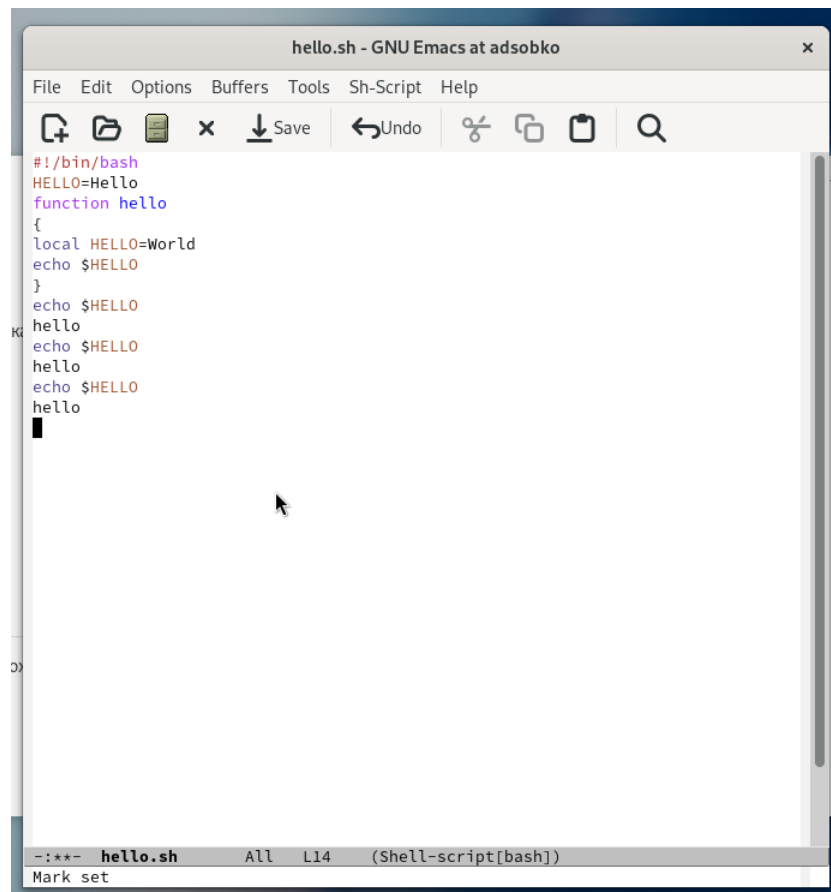 hello.sh - GNU Emacs at adsobko
File Edit Options Buffers Tools Sh-Script Help
Save Undo
#!/bin/bash
HELLO=Hello
function hello
{
local HELLO=World
echo $HELLO
}
echo $HELLO
hello
echo $HELLO
hello
echo $HELLO
hello
-:**- hello.sh All L14 (Shell-script[bash])
Mark set